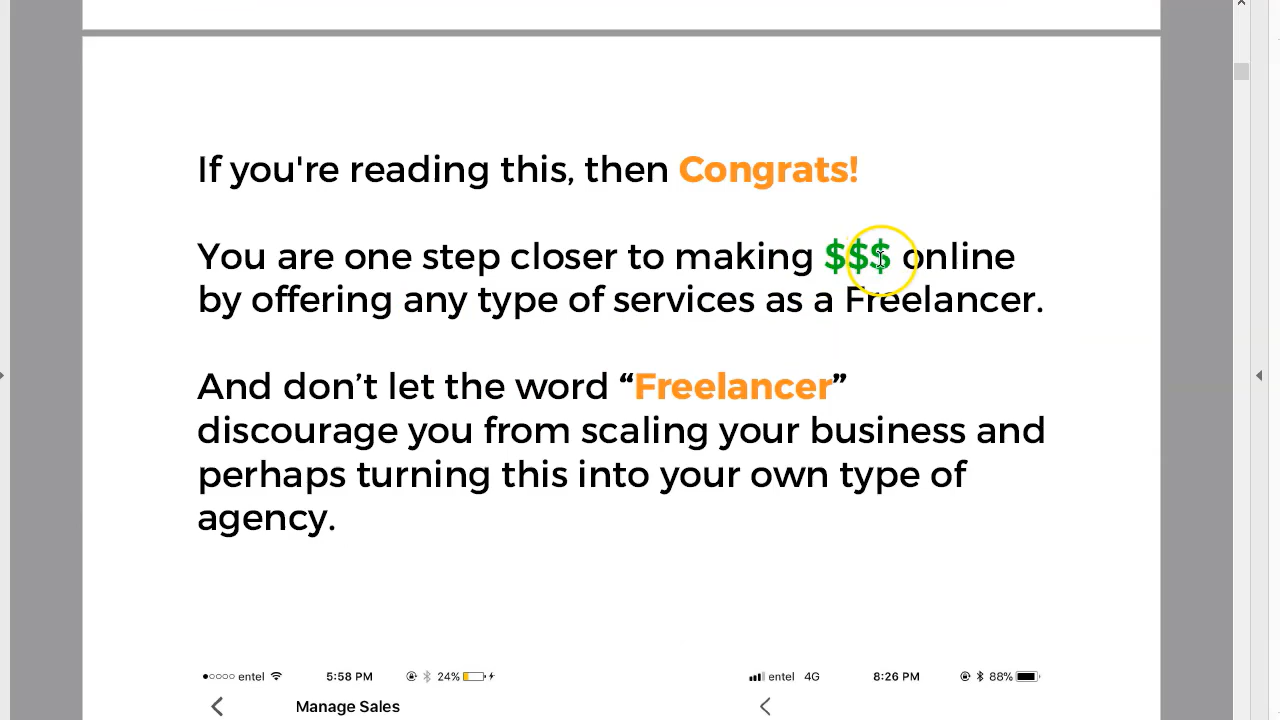 If you're reading this, then Congrats!
You are one step closer to making $$$ online
by offering any type of services as a Freelancer.
And don’t let the word “Freelancer”
discourage you from scaling your business and
perhaps turning this into your own type of
agency.
entel 5:58 PM 24% entel 4G 8:26 PM 88%
Manage Sales